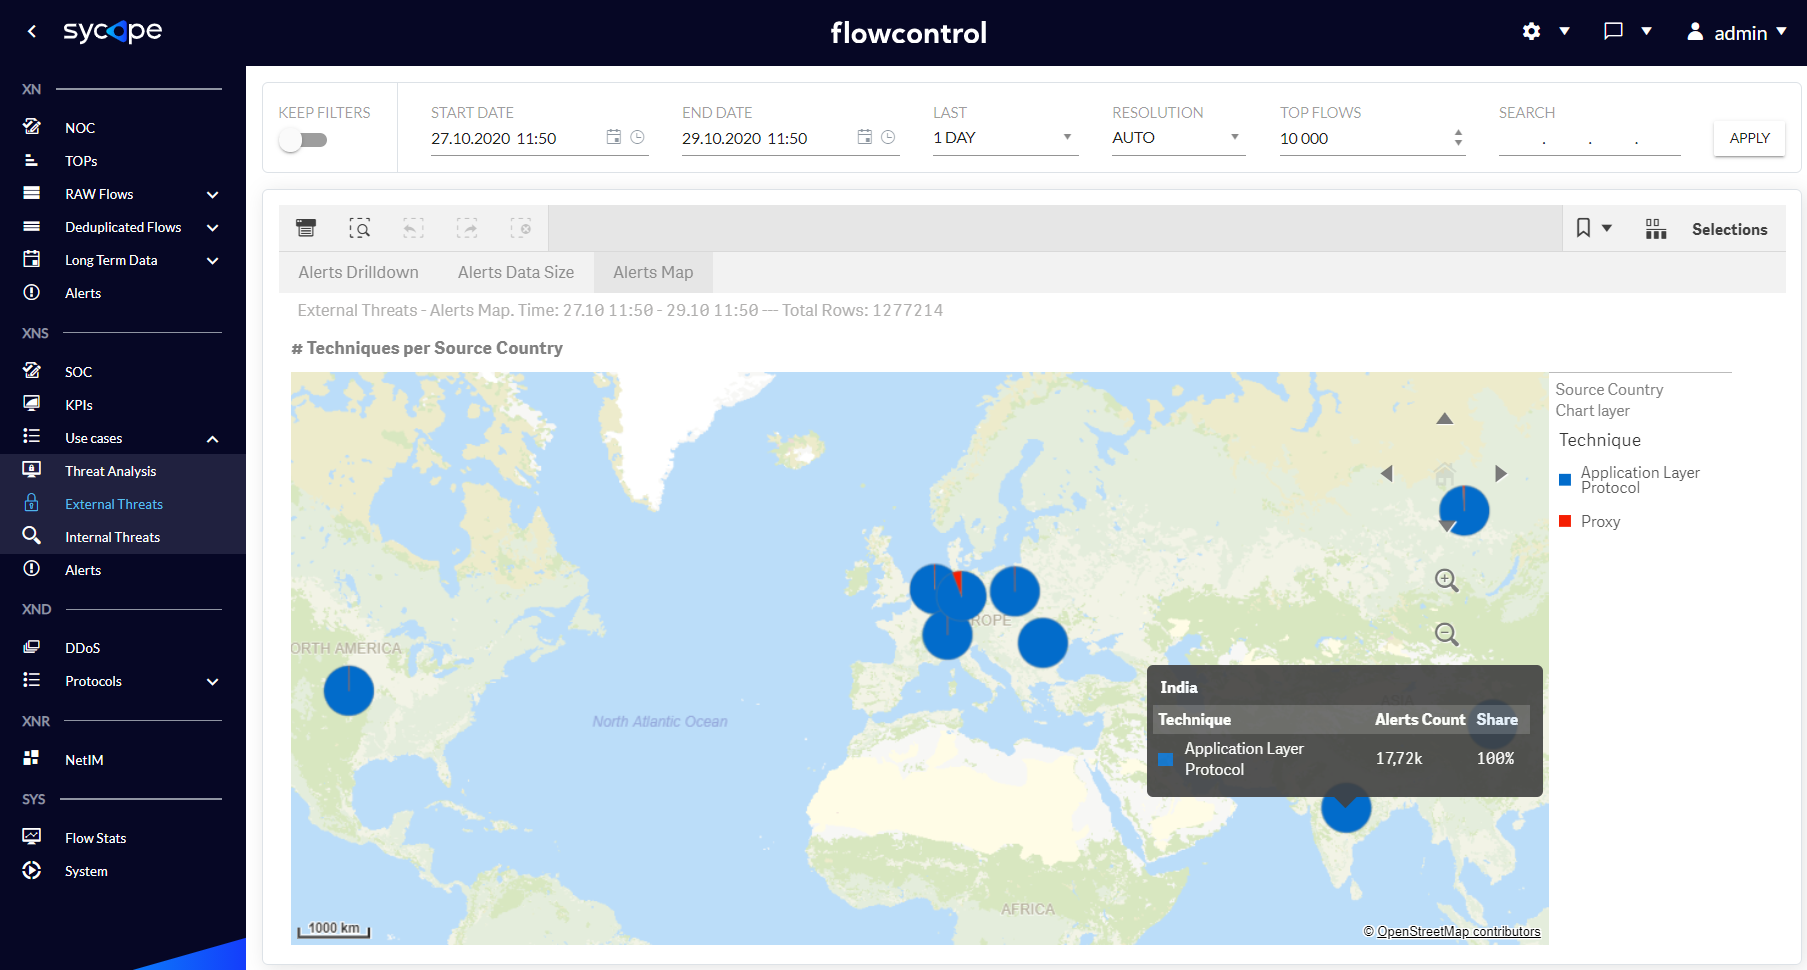 sycope
flowcontrol
admin
XN
NOC
TOPs
RAW Flows
Deduplicated Flows
Long Term Data
Alerts
XNS
SOC
KPIs
Use cases
Threat Analysis
External Threats
Internal Threats
Alerts
XND
DDoS
Protocols
XNR
NetIM
SYS
Flow Stats
System
KEEP FILTERS
START DATE
27.10.2020 11:50
END DATE
29.10.2020 11:50
LAST
1 DAY
RESOLUTION
AUTO
TOP FLOWS
10 000
SEARCH
. . .
APPLY
Selections
Alerts Drilldown Alerts Data Size Alerts Map
External Threats - Alerts Map. Time: 27.10 11:50 - 29.10 11:50 --- Total Rows: 1277214
# Techniques per Source Country
ORTH AMERICA
North Atlantic Ocean
ROPE
AFRICA
1000 km
© OpenStreetMap contributors
India
Technique Alerts Count Share
Application Layer
Protocol
17,72k 100%
Source Country
Chart layer
Technique
Application Layer
Protocol
Proxy